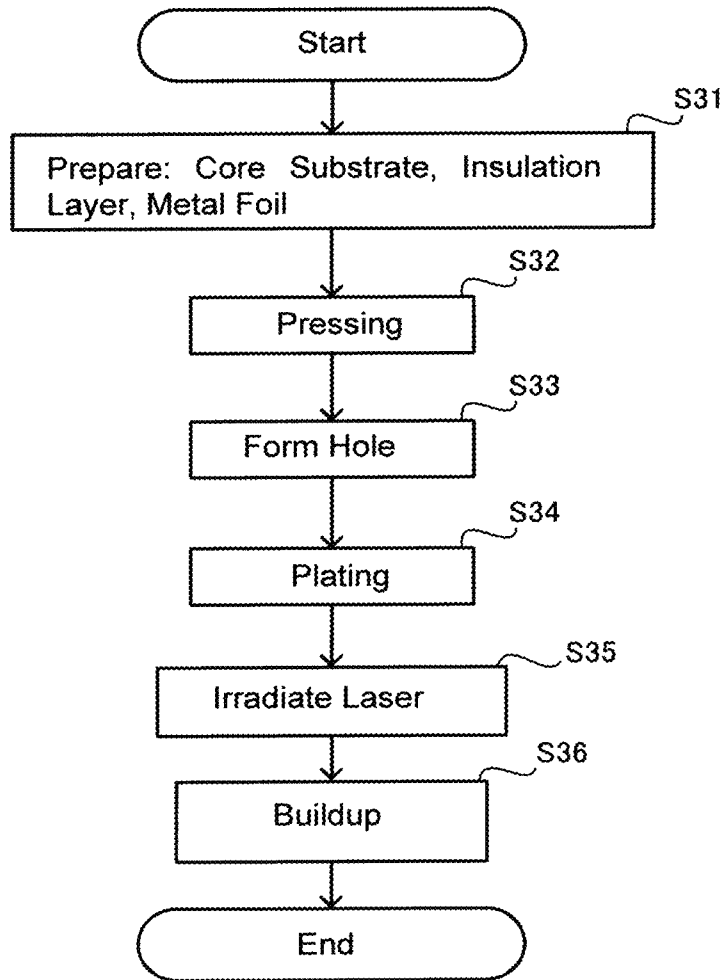 Start
S31
Prepare: Core Substrate, Insulation
Layer, Metal Foil
S32
Pressing
S33
Form Hole
S34
Plating
S35
Irradiate Laser
S36
Buildup
End